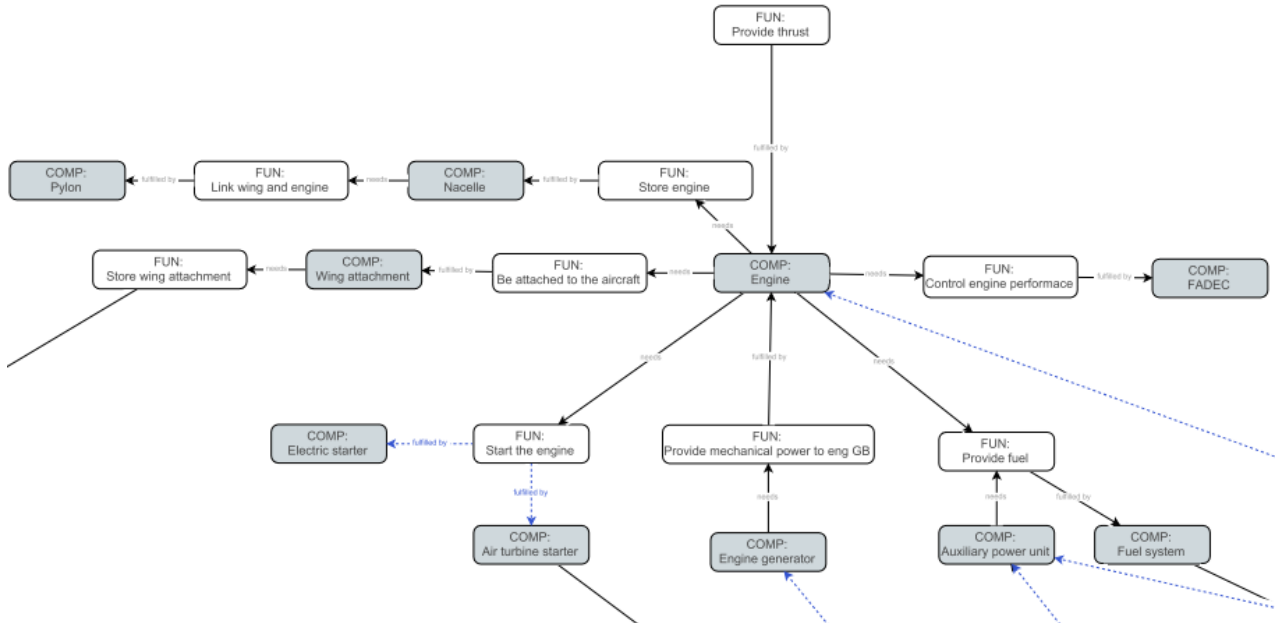 FUN:
Provide thrust
fulfilled by
COMP:
Pylon
fulfilled by
FUN:
Link wing and engine
needs
COMP:
Nacelle
fulfilled by
FUN:
Store engine
needs
FUN:
Store wing attachment
needs
COMP:
Wing attachment
fulfilled by
FUN:
Be attached to the aircraft
needs
COMP:
Engine
needs
FUN:
Control engine performace
fulfilled by
COMP:
FADEC
needs
fulfilled by
needs
COMP:
Electric starter
fulfilled by
FUN:
Start the engine
FUN:
Provide mechanical power to eng GB
FUN:
Provide fuel
fulfilled by
needs
needs
fulfilled by
COMP:
Air turbine starter
COMP:
Engine generator
COMP:
Auxiliary power unit
COMP:
Fuel system